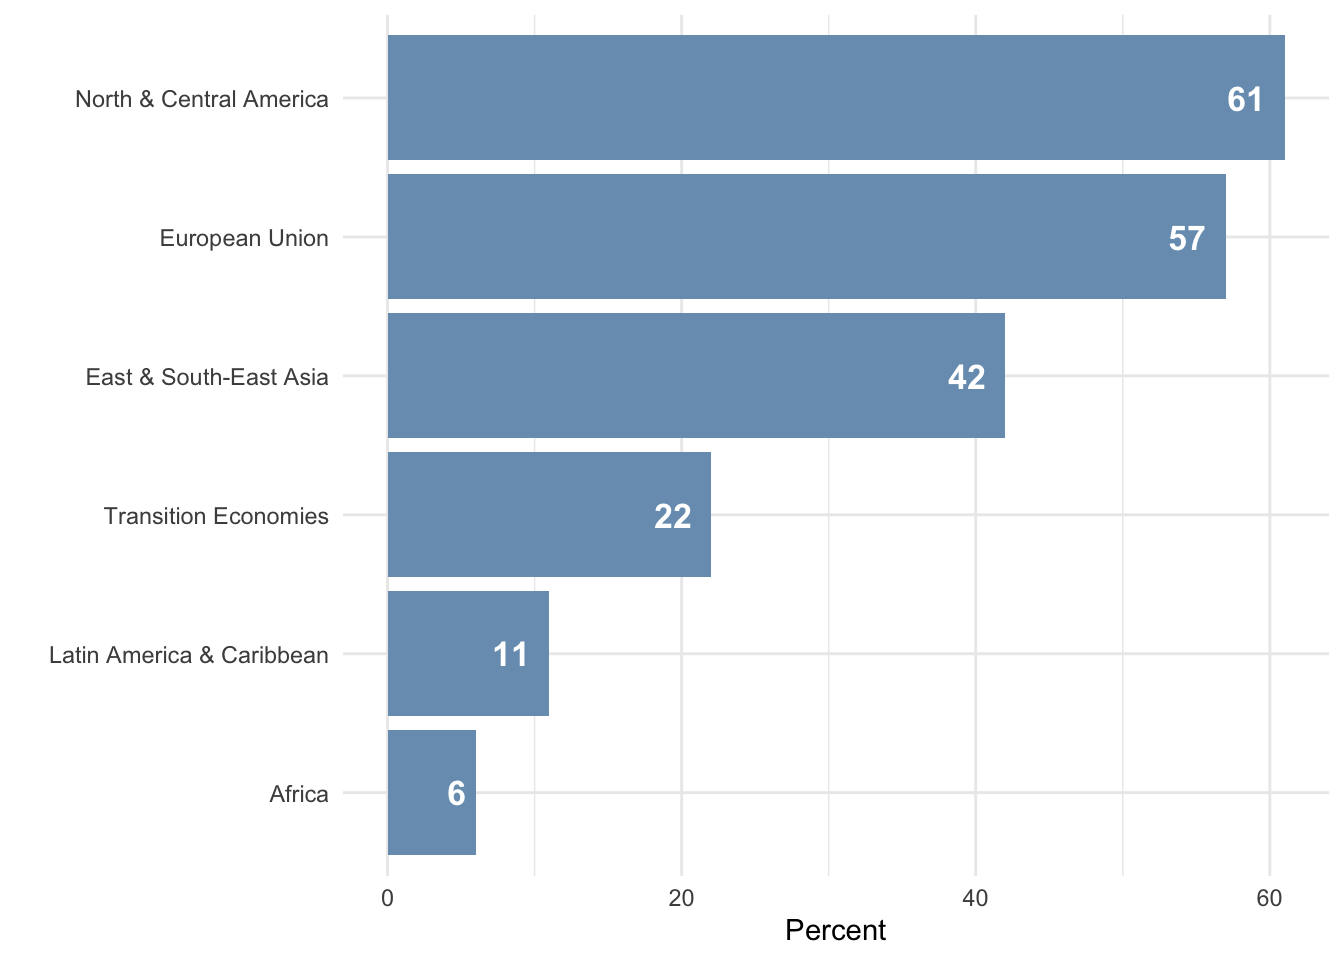 North & Central America 61
European Union 57
East & South-East Asia 42
Transition Economies 22
Latin America & Caribbean 11
Africa 6
0 20 40 60
Percent